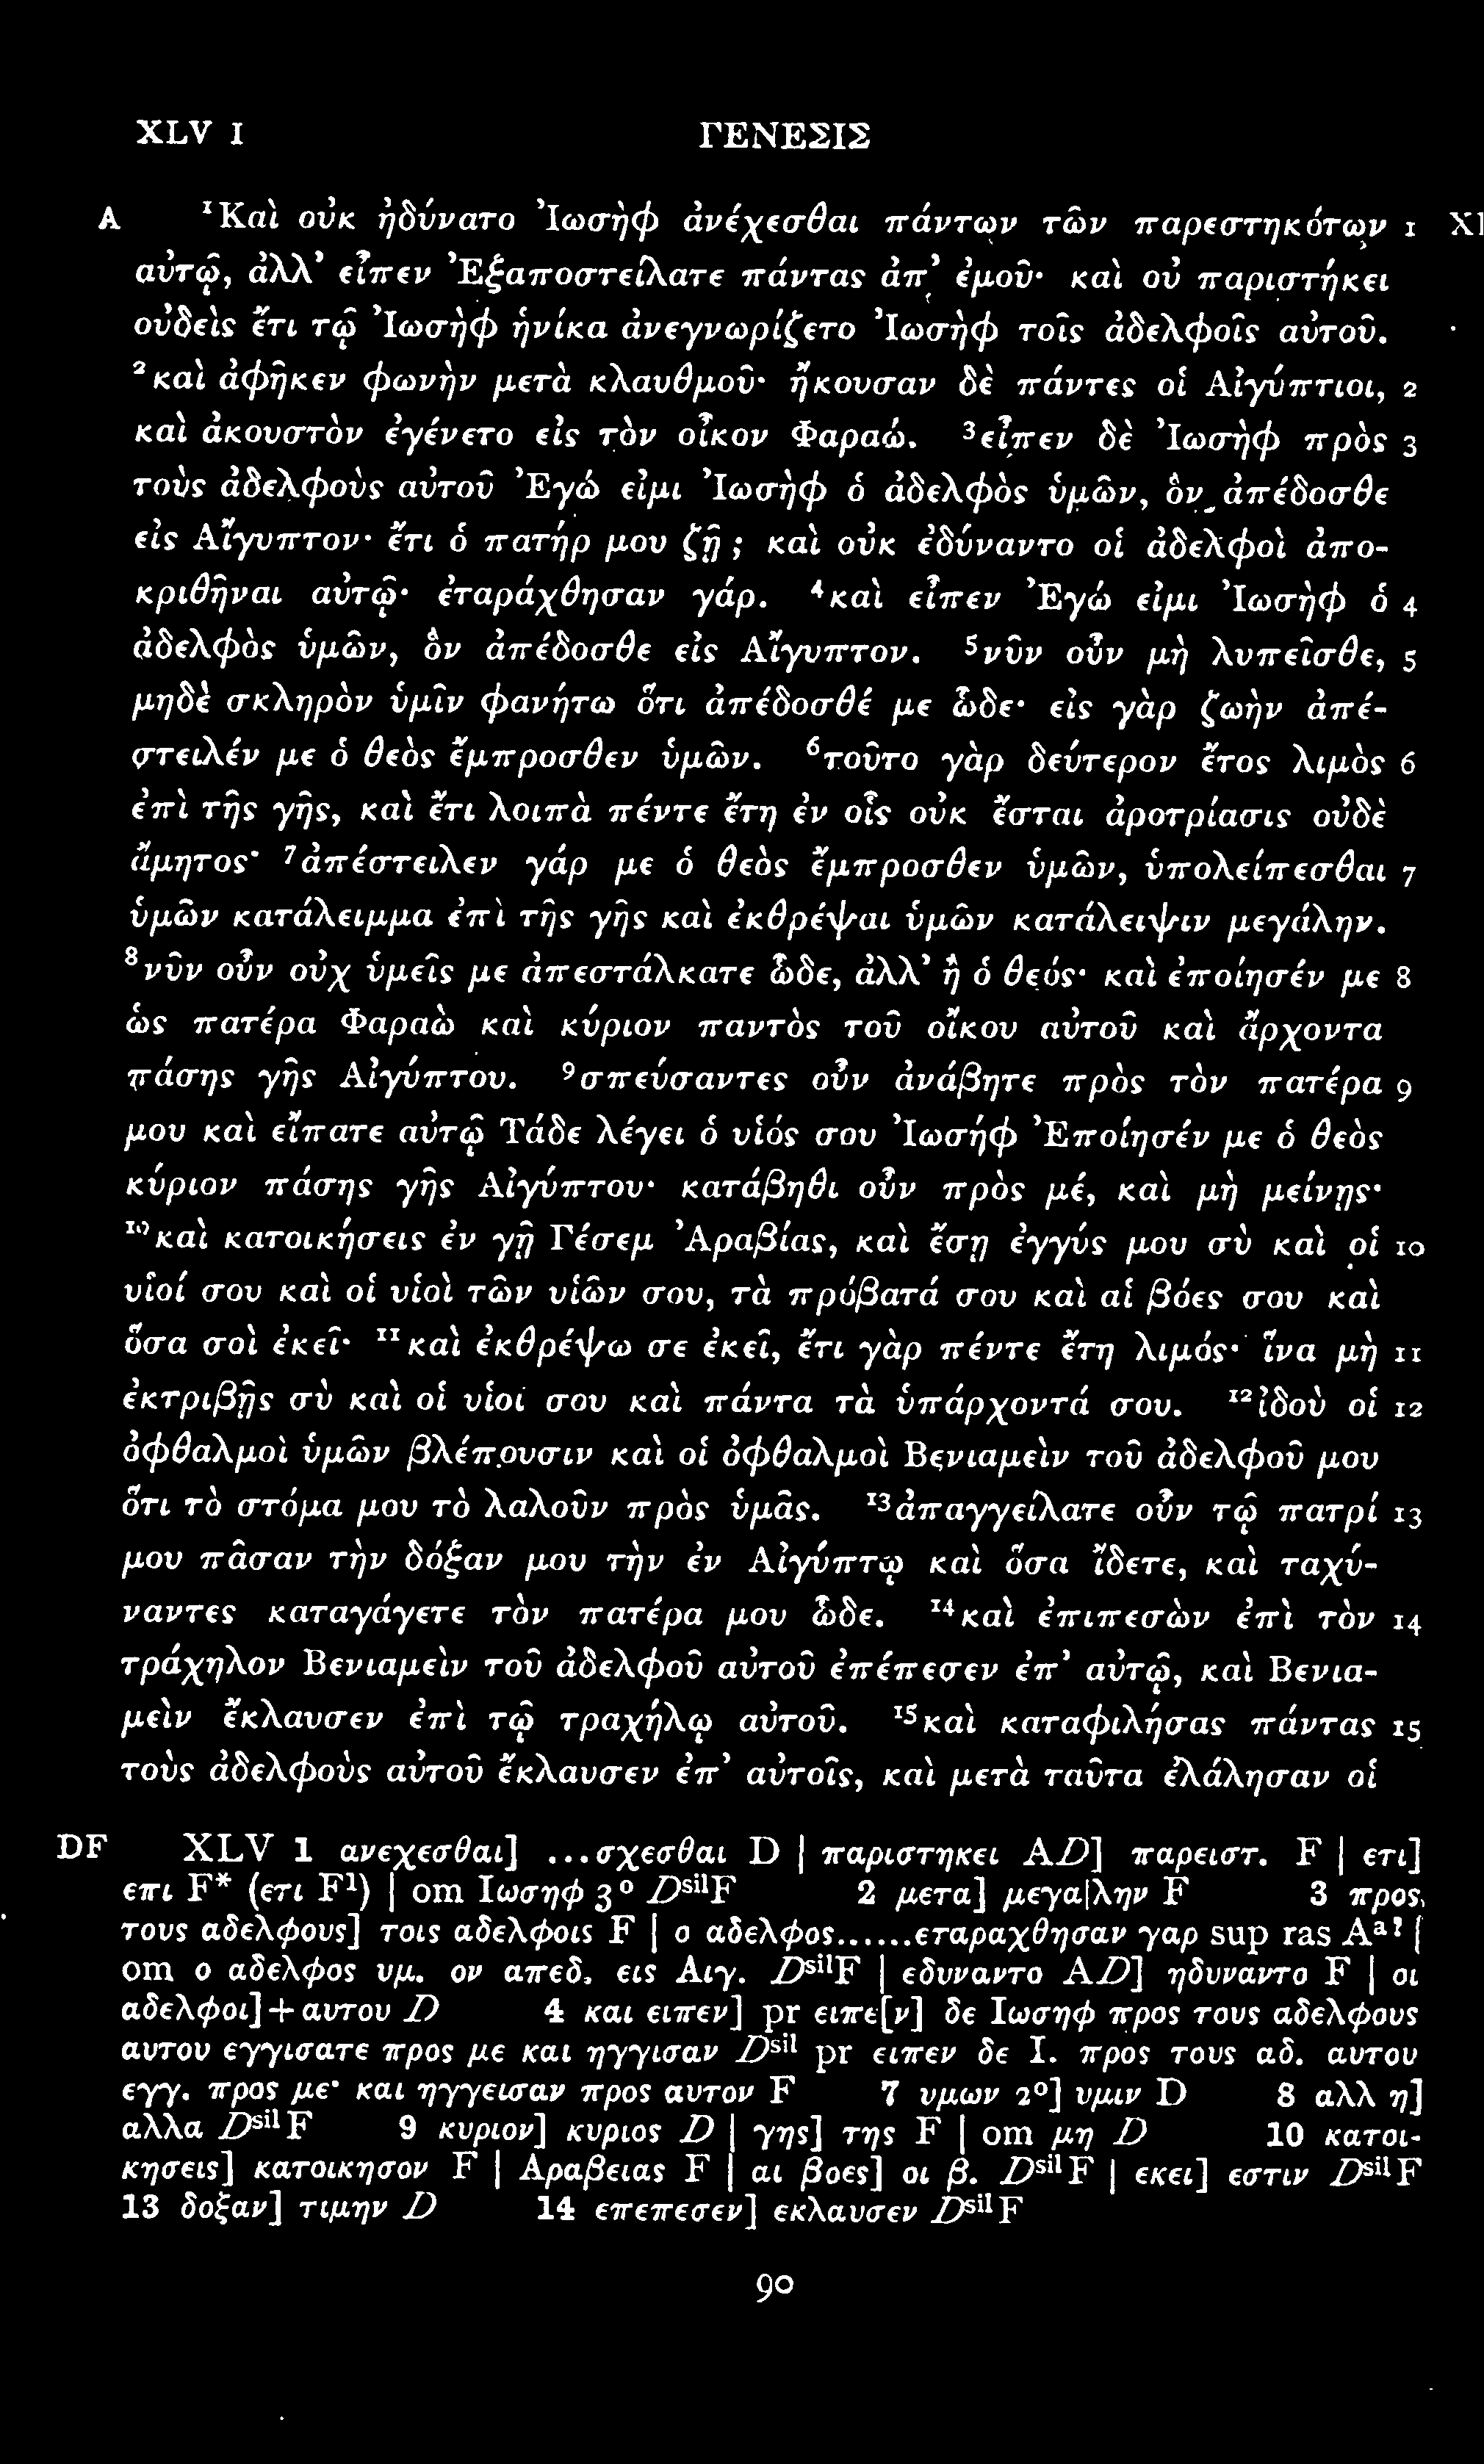 XLV 1 ΓΕΝΕΣΙΣ
A ¹Καὶ οὐκ ἠδύνατο Ἰωσὴφ ἀνέχεσθαι πάντων τῶν παρεστηκότων 1
αὐτῷ, ἀλλ’ εἶπεν Ἐξαποστείλατε πάντας ἀπ’ ἐμοῦ· καὶ οὐ παριστήκει
οὐδεὶς ἔτι τῷ Ἰωσὴφ ἡνίκα ἀνεγνωρίζετο Ἰωσὴφ τοῖς ἀδελφοῖς αὐτοῦ.
²καὶ ἀφῆκεν φωνὴν μετὰ κλαυθμοῦ· ἤκουσαν δὲ πάντες οἱ Αἰγύπτιοι, 2
καὶ ἀκουστὸν ἐγένετο εἰς τὸν οἶκον Φαραώ. ³εἶπεν δὲ Ἰωσὴφ πρὸς 3
τοὺς ἀδελφοὺς αὐτοῦ Ἐγώ εἰμι Ἰωσὴφ ὁ ἀδελφὸς ὑμῶν, ὃν ἀπέδοσθε
εἰς Αἴγυπτον· ἔτι ὁ πατήρ μου ζῇ ; καὶ οὐκ ἐδύναντο οἱ ἀδελφοὶ ἀπο-
κριθῆναι αὐτῷ· ἐταράχθησαν γάρ. ⁴καὶ εἶπεν Ἐγώ εἰμι Ἰωσὴφ ὁ 4
ἀδελφὸς ὑμῶν, ὃν ἀπέδοσθε εἰς Αἴγυπτον. ⁵νῦν οὖν μὴ λυπεῖσθε, 5
μηδὲ σκληρὸν ὑμῖν φανήτω ὅτι ἀπέδοσθέ με ὧδε· εἰς γὰρ ζωὴν ἀπέ-
στειλέν με ὁ θεὸς ἔμπροσθεν ὑμῶν. ⁶τοῦτο γὰρ δεύτερον ἔτος λιμὸς 6
ἐπὶ τῆς γῆς, καὶ ἔτι λοιπὰ πέντε ἔτη ἐν οἷς οὐκ ἔσται ἀροτρίασις οὐδὲ
ἄμητος· ⁷ἀπέστειλεν γάρ με ὁ θεὸς ἔμπροσθεν ὑμῶν, ὑπολείπεσθαι 7
ὑμῶν κατάλειμμα ἐπὶ τῆς γῆς καὶ ἐκθρέψαι ὑμῶν κατάλειψιν μεγάλην.
⁸νῦν οὖν οὐχ ὑμεῖς με ἀπεστάλκατε ὧδε, ἀλλ’ ἢ ὁ θεός· καὶ ἐποίησέν με 8
ὡς πατέρα Φαραὼ καὶ κύριον παντὸς τοῦ οἴκου αὐτοῦ καὶ ἄρχοντα
πάσης γῆς Αἰγύπτου. ⁹σπεύσαντες οὖν ἀνάβητε πρὸς τὸν πατέρα 9
μου καὶ εἴπατε αὐτῷ Τάδε λέγει ὁ υἱός σου Ἰωσήφ Ἐποίησέν με ὁ θεὸς
κύριον πάσης γῆς Αἰγύπτου· κατάβηθι οὖν πρὸς μέ, καὶ μὴ μείνῃς·
¹⁰καὶ κατοικήσεις ἐν γῇ Γέσεμ Ἀραβίας, καὶ ἔσῃ ἐγγύς μου σὺ καὶ οἱ 10
υἱοί σου καὶ οἱ υἱοὶ τῶν υἱῶν σου, τὰ πρόβατά σου καὶ αἱ βόες σου καὶ
ὅσα σοὶ ἐκεῖ· ¹¹καὶ ἐκθρέψω σε ἐκεῖ, ἔτι γὰρ πέντε ἔτη λιμός· ἵνα μὴ 11
ἐκτριβῇς σὺ καὶ οἱ υἱοί σου καὶ πάντα τὰ ὑπάρχοντά σου. ¹²ἰδοὺ οἱ 12
ὀφθαλμοὶ ὑμῶν βλέπουσιν καὶ οἱ ὀφθαλμοὶ Βενιαμεὶν τοῦ ἀδελφοῦ μου
ὅτι τὸ στόμα μου τὸ λαλοῦν πρὸς ὑμᾶς. ¹³ἀπαγγείλατε οὖν τῷ πατρί 13
μου πᾶσαν τὴν δόξαν μου τὴν ἐν Αἰγύπτῳ καὶ ὅσα ἴδετε, καὶ ταχύ-
ναντες καταγάγετε τὸν πατέρα μου ὧδε. ¹⁴καὶ ἐπιπεσὼν ἐπὶ τὸν 14
τράχηλον Βενιαμεὶν τοῦ ἀδελφοῦ αὐτοῦ ἐπέπεσεν ἐπ’ αὐτῷ, καὶ Βενια-
μεὶν ἔκλαυσεν ἐπὶ τῷ τραχήλῳ αὐτοῦ. ¹⁵καὶ καταφιλήσας πάντας 15
τοὺς ἀδελφοὺς αὐτοῦ ἔκλαυσεν ἐπ’ αὐτοῖς, καὶ μετὰ ταῦτα ἐλάλησαν οἱ
DF XLV 1 ανεχεσθαι] ...σχεσθαι D | παριστηκει AD] παρειστ. F | ετι]
επι F* (ετι F¹) | om Ιωσηφ 3° DˢⁱˡF 2 μετα] μεγα|λην F 3 προς
τους αδελφους] τοις αδελφοις F | ο αδελφος......εταραχθησαν γαρ sup ras Aᵃ? |
om ο αδελφος υμ. ον απεδ. εις Αιγ. DˢⁱˡF | εδυναντο AD] ηδυναντο F | οι
αδελφοι]+αυτου D 4 και ειπεν] pr ειπε[ν] δε Ιωσηφ προς τους αδελφους
αυτου εγγισατε προς με και ηγγισαν Dˢⁱˡ pr ειπεν δε Ι. προς τους αδ. αυτου
εγγ. προς με· και ηγγεισαν προς αυτον F 7 υμων 2°] υμιν D 8 αλλ η]
αλλα DˢⁱˡF 9 κυριον] κυριος D | γης] της F | om μη D 10 κατοι-
κησεις] κατοικησον F | Αραβειας F | αι βοες] οι β. DˢⁱˡF | εκει] εστιν DˢⁱˡF
13 δοξαν] τιμην D 14 επεπεσεν] εκλαυσεν DˢⁱˡF
90